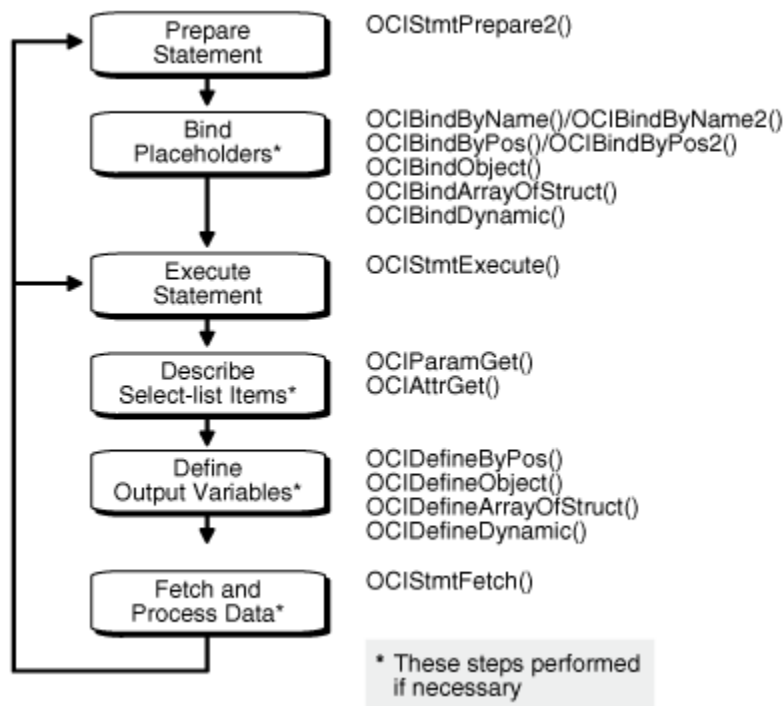 Prepare
Statement
OCIStmtPrepare2()
Bind
Placeholders*
OCIBindByName()/OCIBindByName2()
OCIBindByPos()/OCIBindByPos2()
OCIBindObject()
OCIBindArrayOfStruct()
OCIBindDynamic()
Execute
Statement
OCIStmtExecute()
Describe
Select-list Items*
OCIParamGet()
OCIAttrGet()
Define
Output Variables*
OCIDefineByPos()
OCIDefineObject()
OCIDefineArrayOfStruct()
OCIDefineDynamic()
Fetch and
Process Data*
OCIStmtFetch()
* These steps performed
if necessary